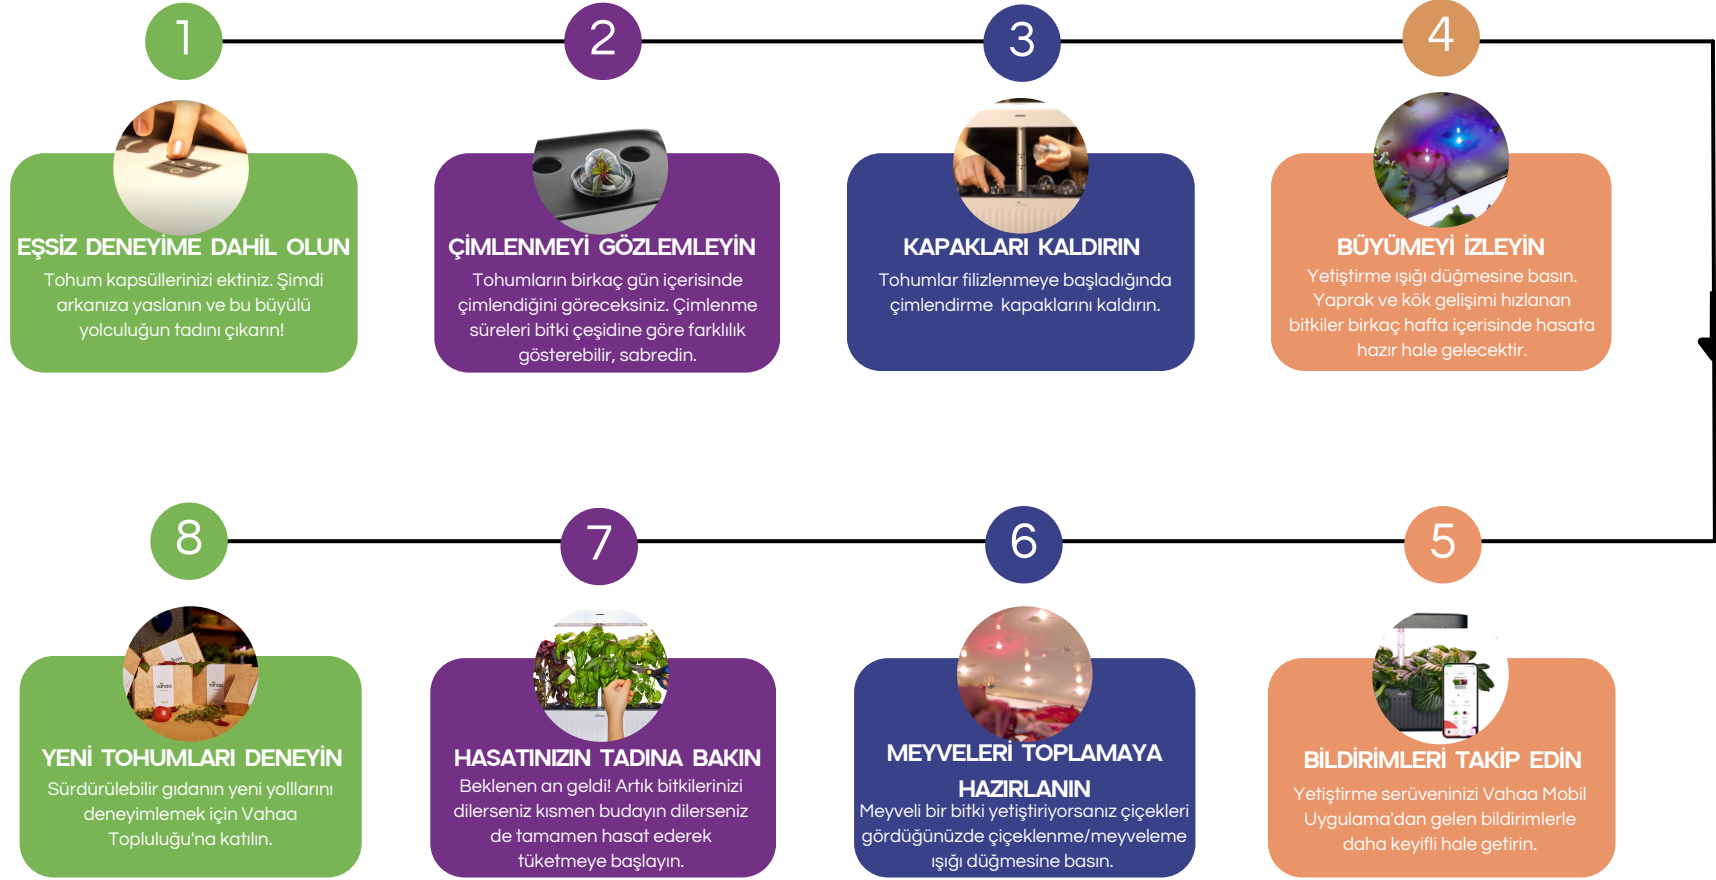 1
EŞSİZ DENEYİME DAHİL OLUN
Tohum kapsüllerinizi ektiniz. Şimdi
arkanıza yaslanın ve bu büyülü
yolculuğun tadını çıkarın!
2
ÇİMLENMEYİ GÖZLEMLEYİN
Tohumların birkaç gün içerisinde
çimlendiğini göreceksiniz. Çimlenme
süreleri bitki çeşidine göre farklılık
gösterebilir, sabredin.
3
KAPAKLARI KALDIRIN
Tohumlar filizlenmeye başladığında
çimlendirme kapaklarını kaldırın.
4
BÜYÜMEYİ İZLEYİN
Yetiştirme ışığı düğmesine basın.
Yaprak ve kök gelişimi hızlanan
bitkiler birkaç hafta içerisinde hasata
hazır hale gelecektir.
5
BİLDİRİMLERİ TAKİP EDİN
Yetiştirme serüveninizi Vahaa Mobil
Uygulama'dan gelen bildirimlerle
daha keyifli hale getirin.
6
MEYVELERİ TOPLAMAYA
HAZIRLANIN
Meyveli bir bitki yetiştiriyorsanız çiçekleri
gördüğünüzde çiçeklenme/meyveleme
ışığı düğmesine basın.
7
HASATINIZIN TADINA BAKIN
Beklenen an geldi! Artık bitkilerinizi
dilerseniz kısmen budayın dilerseniz
de tamamen hasat ederek
tüketmeye başlayın.
8
vahaa
vahaa
vahaa
YENİ TOHUMLARI DENEYİN
Sürdürülebilir gıdanın yeni yolllarını
deneyimlemek için Vahaa
Topluluğu'na katılın.